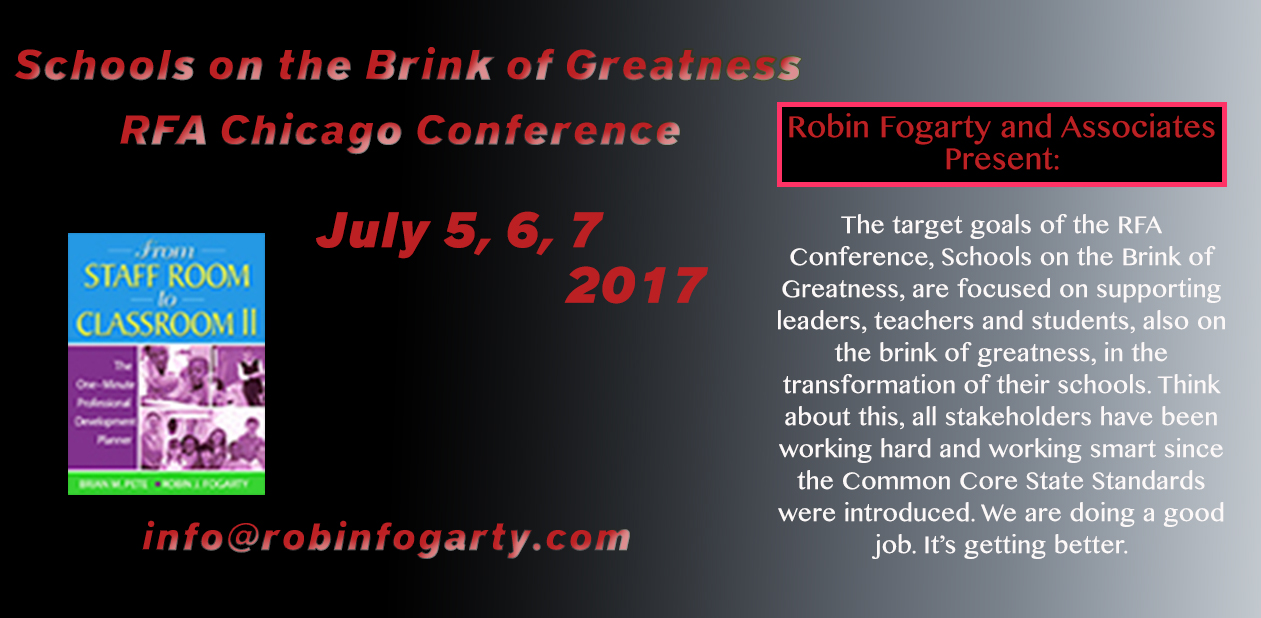 Schools on the Brink of Greatness
RFA Chicago Conference
July 5, 6, 7
2017
from
STAFF ROOM
to
CLASSROOM II
The
One-Minute
Professional
Development
Planner
BRIAN M. PETE • ROBIN J. FOGARTY
info@robinfogarty.com
Robin Fogarty and Associates
Present:
The target goals of the RFA
Conference, Schools on the Brink of
Greatness, are focused on supporting
leaders, teachers and students, also on
the brink of greatness, in the
transformation of their schools. Think
about this, all stakeholders have been
working hard and working smart since
the Common Core State Standards
were introduced. We are doing a good
job. It’s getting better.